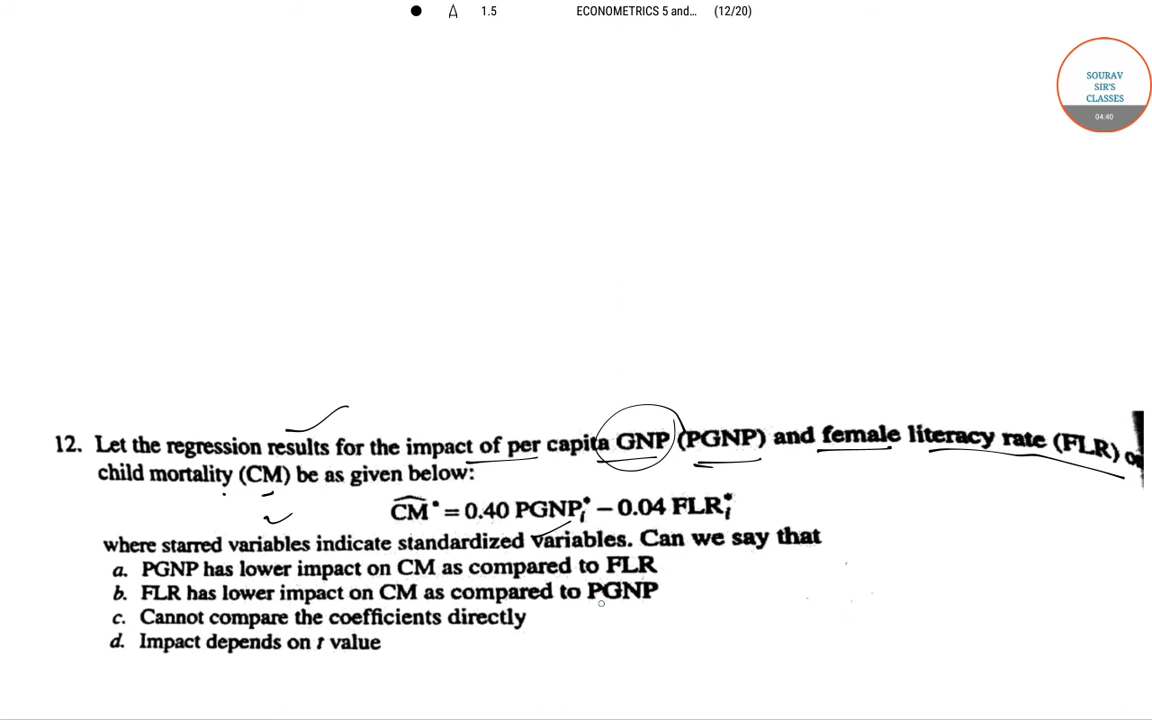 1.5 ECONOMETRICS 5 and... (12/20)
SOURAV
SIR'S
CLASSES
04:40
12. Let the regression results for the impact of per capita GNP (PGNP) and female literacy rate (FLR)
child mortality (CM) be as given below:
ĈM* = 0.40 PGNPᵢ* – 0.04 FLRᵢ*
where starred variables indicate standardized variables. Can we say that
a. PGNP has lower impact on CM as compared to FLR
b. FLR has lower impact on CM as compared to PGNP
c. Cannot compare the coefficients directly
d. Impact depends on t value